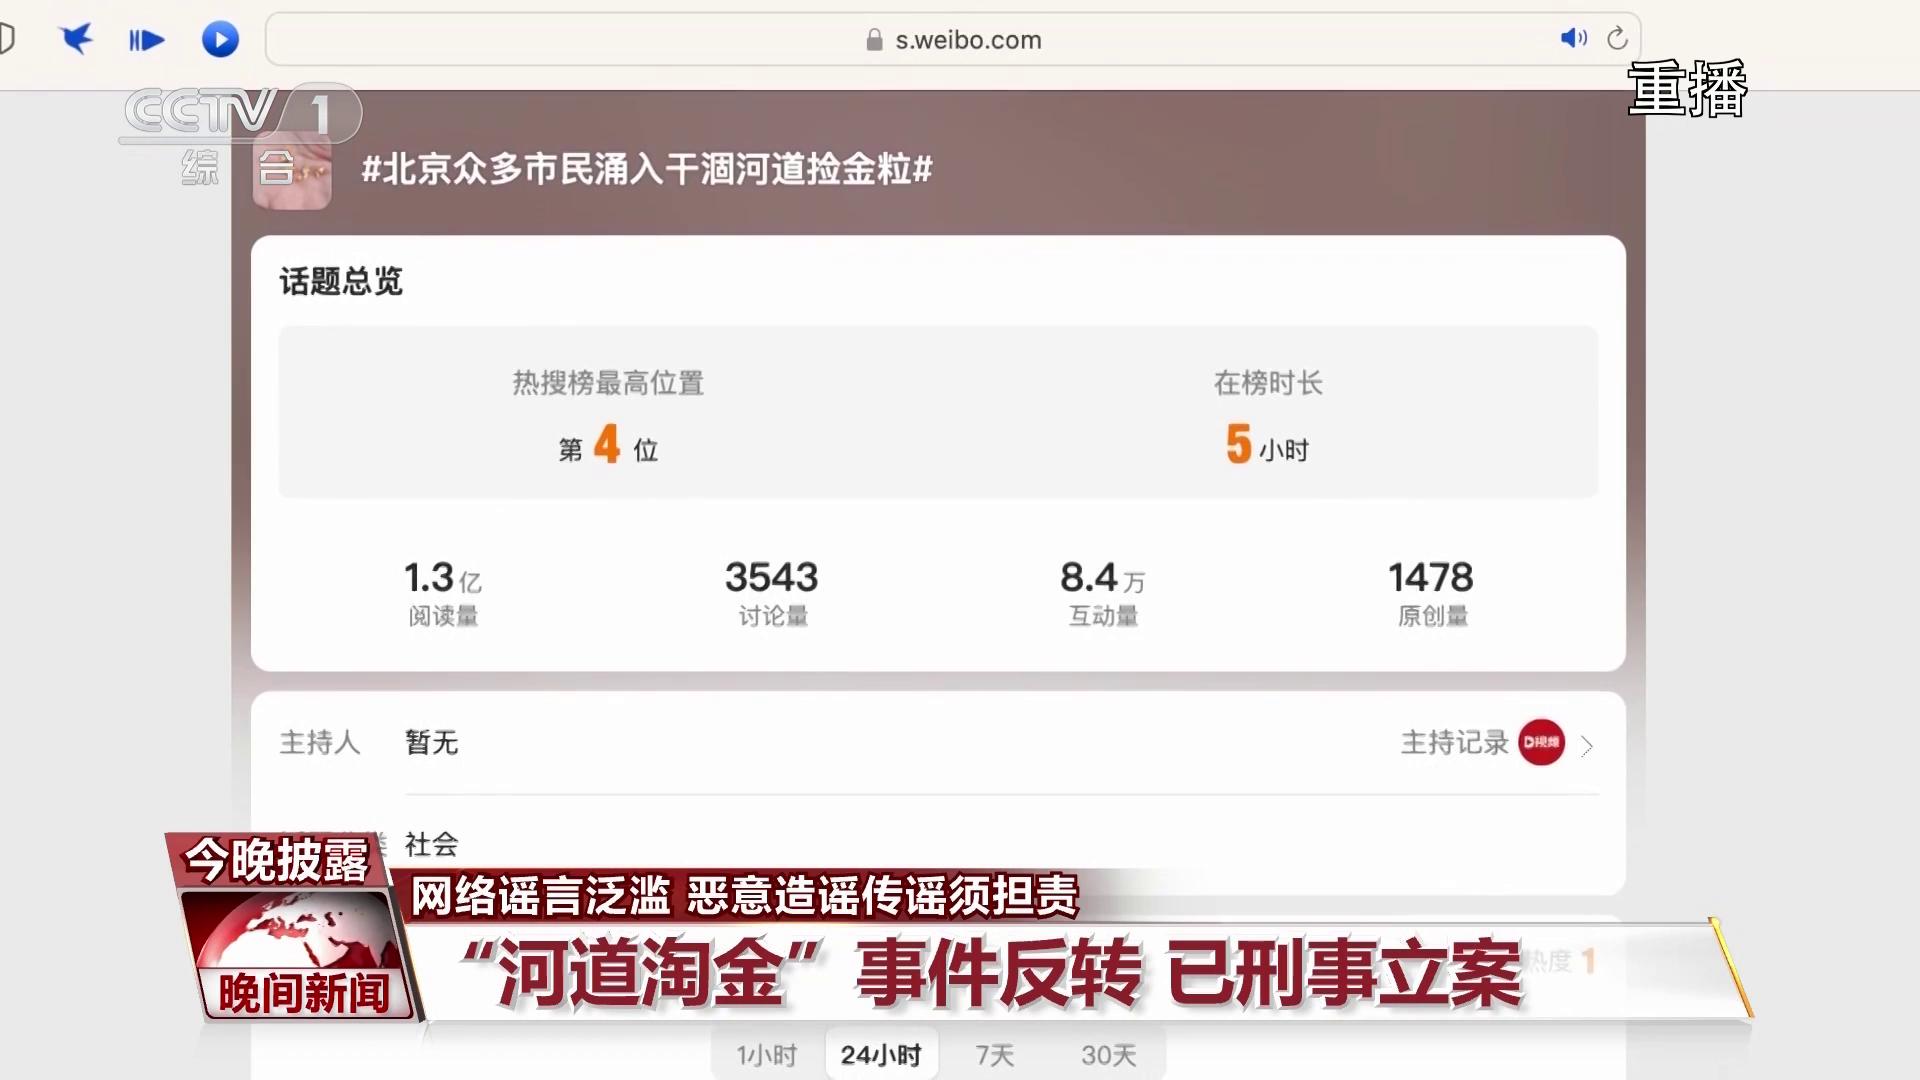 s.weibo.com
重播
CCTV 1
综合
#北京众多市民涌入干涸河道捡金粒#
话题总览
热搜榜最高位置
在榜时长
第 4 位
5 小时
1.3亿
3543
8.4万
1478
阅读量
讨论量
互动量
原创量
主持人 暂无
主持记录
D视频
社会
今晚披露
网络谣言泛滥 恶意造谣传谣须担责
晚间新闻
“河道淘金”事件反转 已刑事立案
热度 1
1小时 24小时 7天 30天